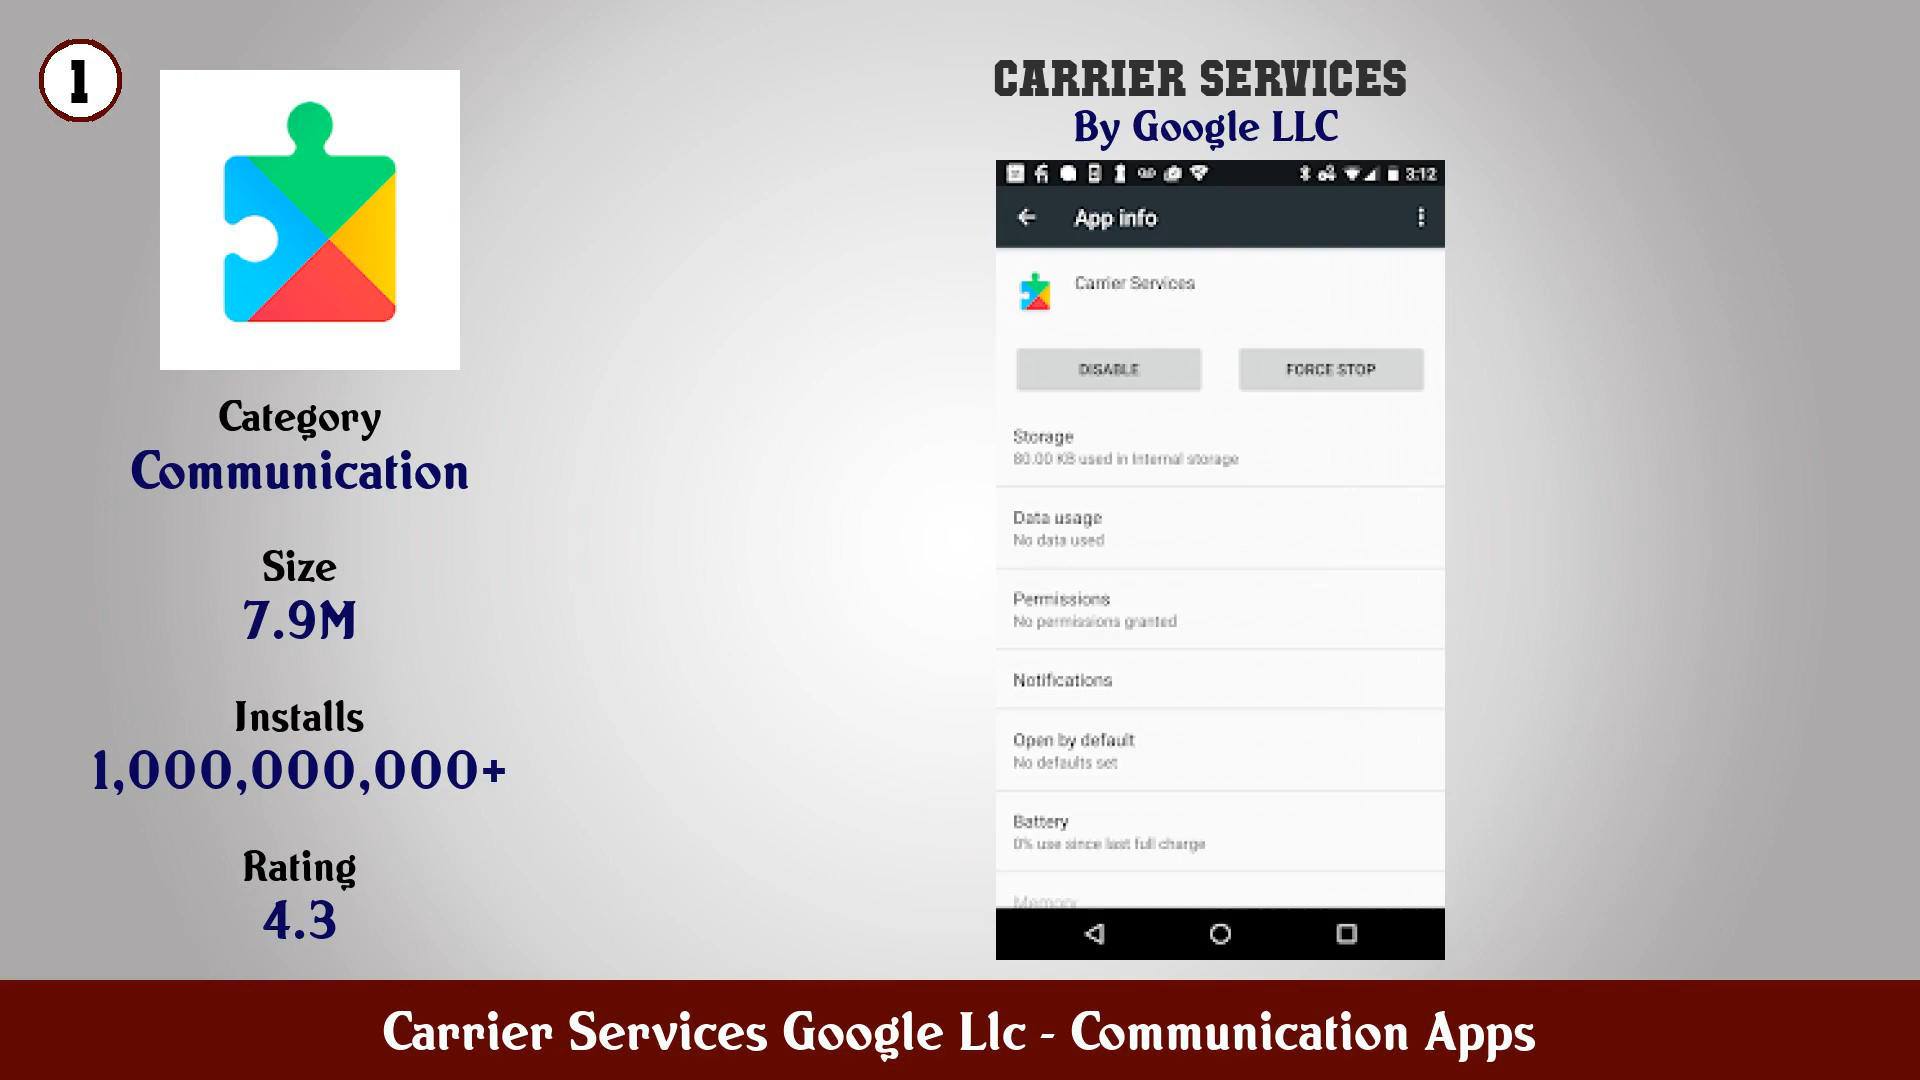 1
CARRIER SERVICES
By Google LLC
Category
Communication
Size
7.9M
Installs
1,000,000,000+
Rating
4.3
3:12
App info
Carrier Services
DISABLE
FORCE STOP
Storage
80.00 KB used in Internal storage
Data usage
No data used
Permissions
No permissions granted
Notifications
Open by default
No defaults set
Battery
0% use since last full charge
Memory
Carrier Services Google Llc - Communication Apps